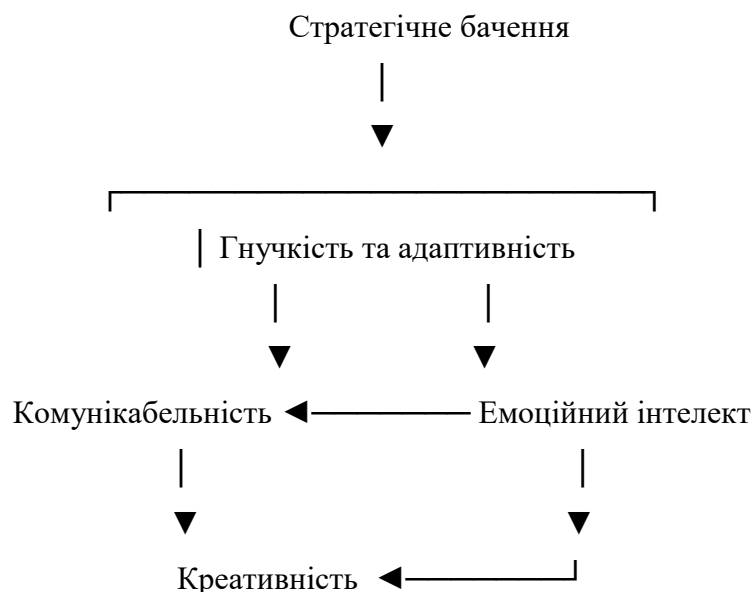 Стратегічне бачення
Гнучкість та адаптивність
Комунікабельність Емоційний інтелект
Креативність